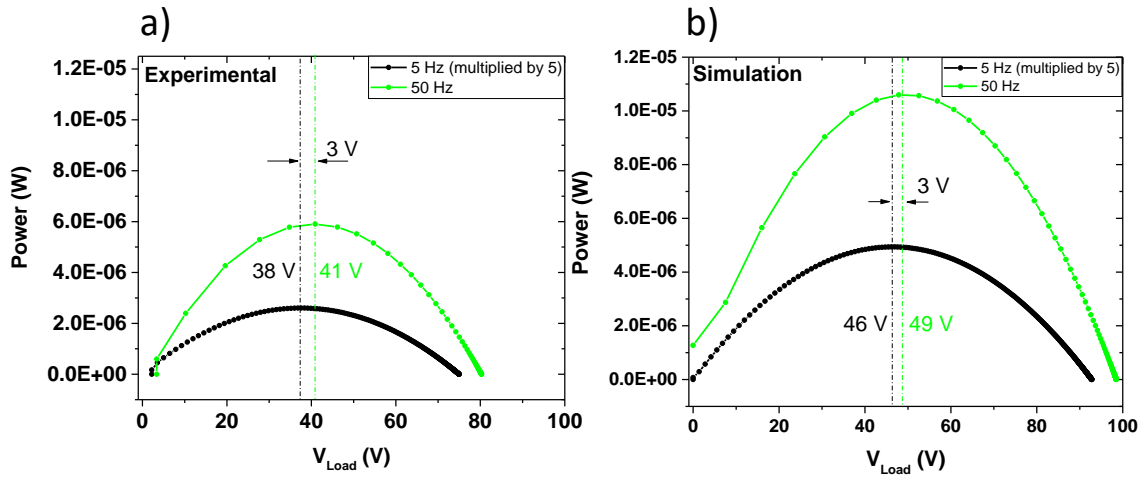 a)
Experimental
5 Hz (multiplied by 5)
50 Hz
1.2E-05
1.0E-05
8.0E-06
6.0E-06
4.0E-06
2.0E-06
0.0E+00
Power (W)
3 V
38 V
41 V
0
20
40
60
80
100
V_Load (V)
b)
Simulation
5 Hz (multiplied by 5)
50 Hz
1.2E-05
1.0E-05
8.0E-06
6.0E-06
4.0E-06
2.0E-06
0.0E+00
Power (W)
3 V
46 V
49 V
0
20
40
60
80
100
V_Load (V)